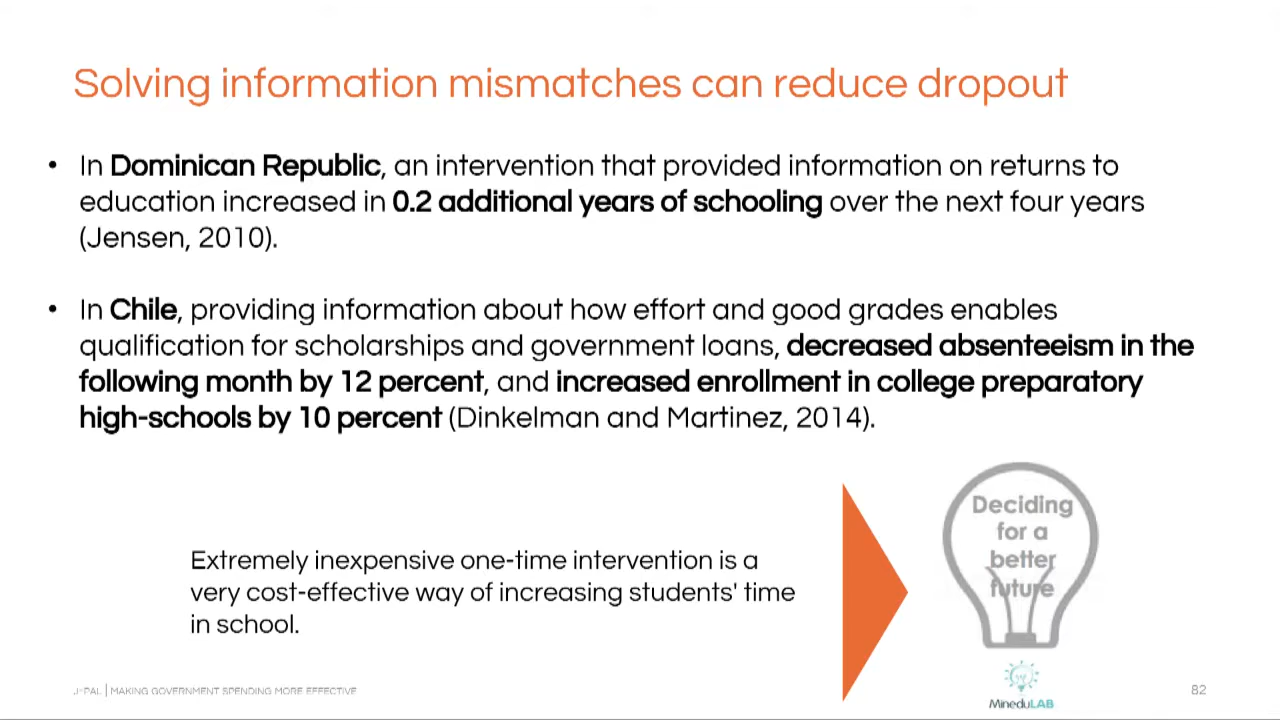 Solving information mismatches can reduce dropout
• In Dominican Republic, an intervention that provided information on returns to
education increased in 0.2 additional years of schooling over the next four years
(Jensen, 2010).
• In Chile, providing information about how effort and good grades enables
qualification for scholarships and government loans, decreased absenteeism in the
following month by 12 percent, and increased enrollment in college preparatory
high-schools by 10 percent (Dinkelman and Martinez, 2014).
Extremely inexpensive one-time intervention is a
very cost-effective way of increasing students' time
in school.
Deciding
for a
better
future
MineduLAB
J-PAL | MAKING GOVERNMENT SPENDING MORE EFFECTIVE
82